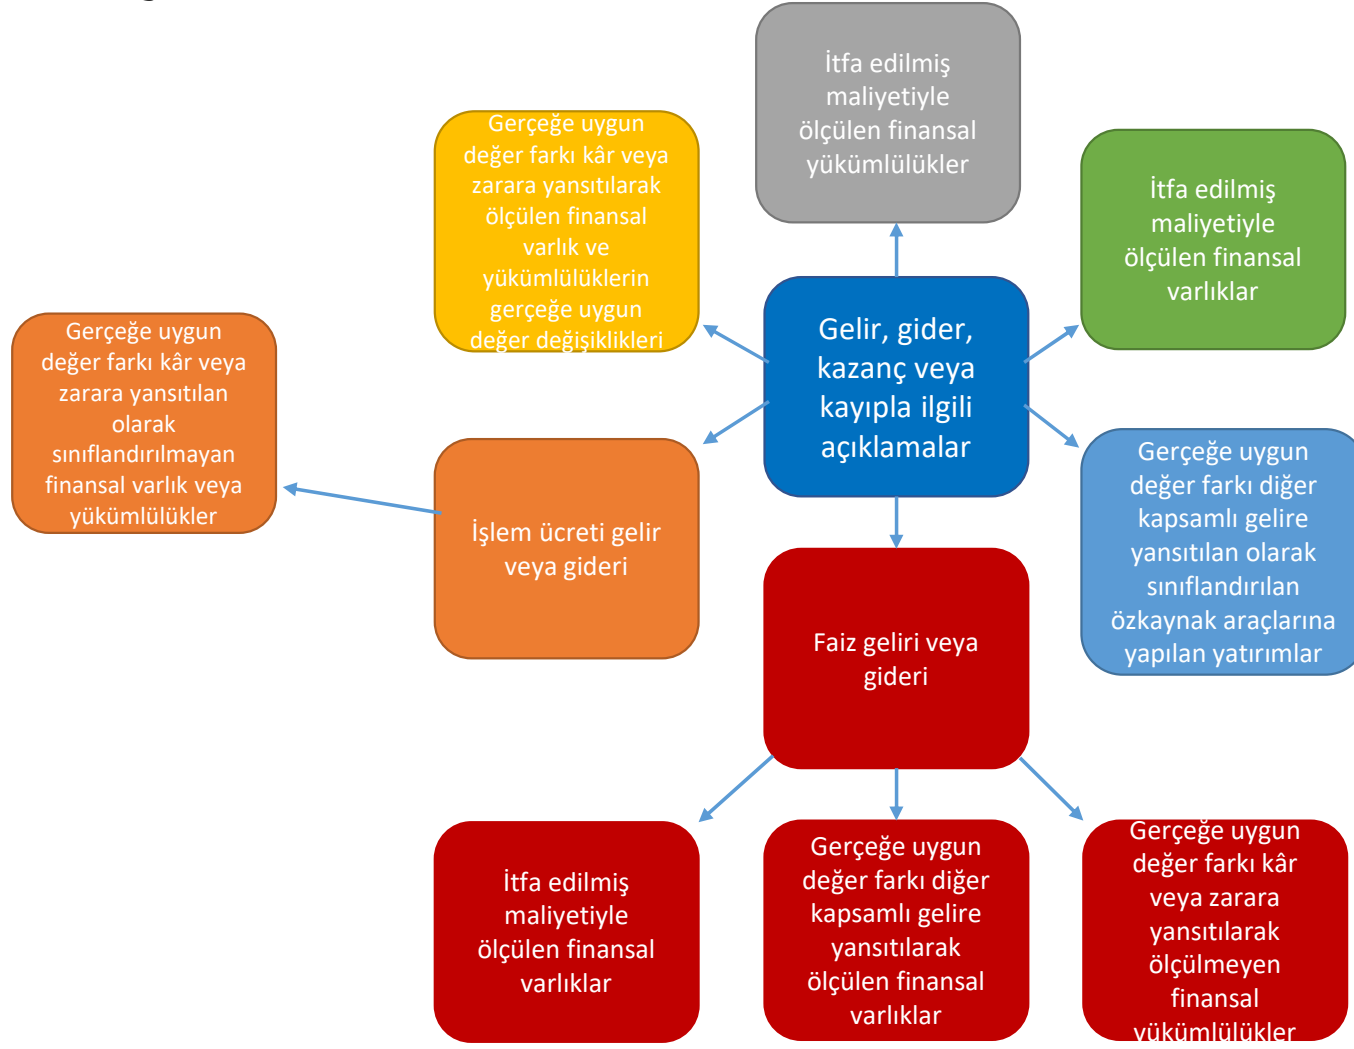 İtfa edilmiş
maliyetiyle
ölçülen finansal
yükümlülükler
Gerçeğe uygun
değer farkı kâr veya
zarara yansıtılarak
ölçülen finansal
varlık ve
yükümlülüklerin
gerçeğe uygun
değer değişiklikleri
İtfa edilmiş
maliyetiyle
ölçülen finansal
varlıklar
Gelir, gider,
kazanç veya
kayıpla ilgili
açıklamalar
Gerçeğe uygun
değer farkı kâr veya
zarara yansıtılan
olarak
sınıflandırılmayan
finansal varlık veya
yükümlülükler
İşlem ücreti gelir
veya gideri
Gerçeğe uygun
değer farkı diğer
kapsamlı gelire
yansıtılan olarak
sınıflandırılan
özkaynak araçlarına
yapılan yatırımlar
Faiz geliri veya
gideri
İtfa edilmiş
maliyetiyle
ölçülen finansal
varlıklar
Gerçeğe uygun
değer farkı diğer
kapsamlı gelire
yansıtılarak
ölçülen finansal
varlıklar
Gerçeğe uygun
değer farkı kâr
veya zarara
yansıtılarak
ölçülmeyen
finansal
yükümlülükler